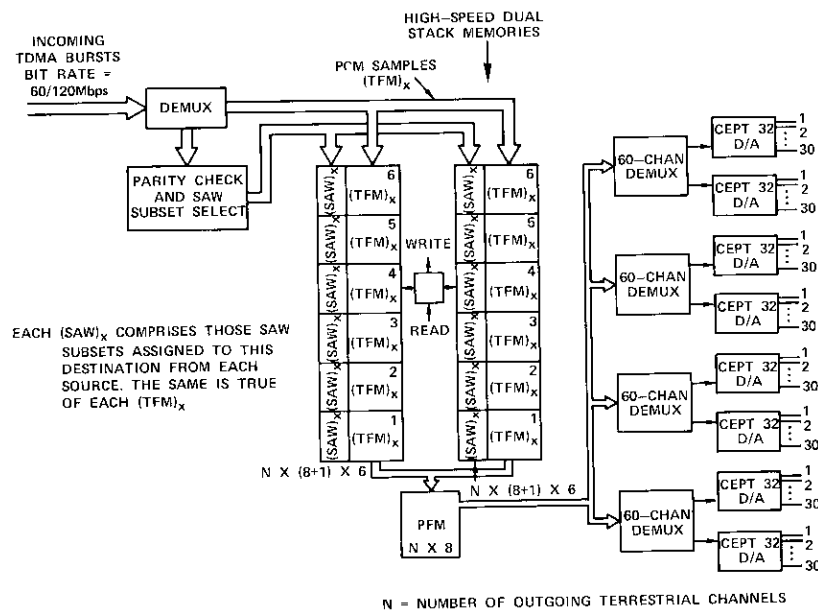 HIGH-SPEED DUAL
STACK MEMORIES
INCOMING
TDMA BURSTS
BIT RATE =
60/120Mbps
PCM SAMPLES
(TFM)x
DEMUX
PARITY CHECK
AND SAW
SUBSET SELECT
(SAW)x 6 (TFM)x
(SAW)x 5 (TFM)x
(SAW)x 4 (TFM)x
(SAW)x 3 (TFM)x
(SAW)x 2 (TFM)x
(SAW)x 1 (TFM)x
WRITE
READ
(SAW)x 6 (TFM)x
(SAW)x 5 (TFM)x
(SAW)x 4 (TFM)x
(SAW)x 3 (TFM)x
(SAW)x 2 (TFM)x
(SAW)x 1 (TFM)x
EACH (SAW)x COMPRISES THOSE SAW
SUBSETS ASSIGNED TO THIS
DESTINATION FROM EACH
SOURCE. THE SAME IS TRUE
OF EACH (TFM)x
N X (8+1) X 6
N X (8+1) X 6
PFM
N X 8
60-CHAN
DEMUX
CEPT 32
D/A
1
2
30
CEPT 32
D/A
1
2
30
60-CHAN
DEMUX
CEPT 32
D/A
1
2
30
CEPT 32
D/A
1
2
30
60-CHAN
DEMUX
CEPT 32
D/A
1
2
30
CEPT 32
D/A
1
2
30
60-CHAN
DEMUX
CEPT 32
D/A
1
2
30
CEPT 32
D/A
1
2
30
N = NUMBER OF OUTGOING TERRESTRIAL CHANNELS